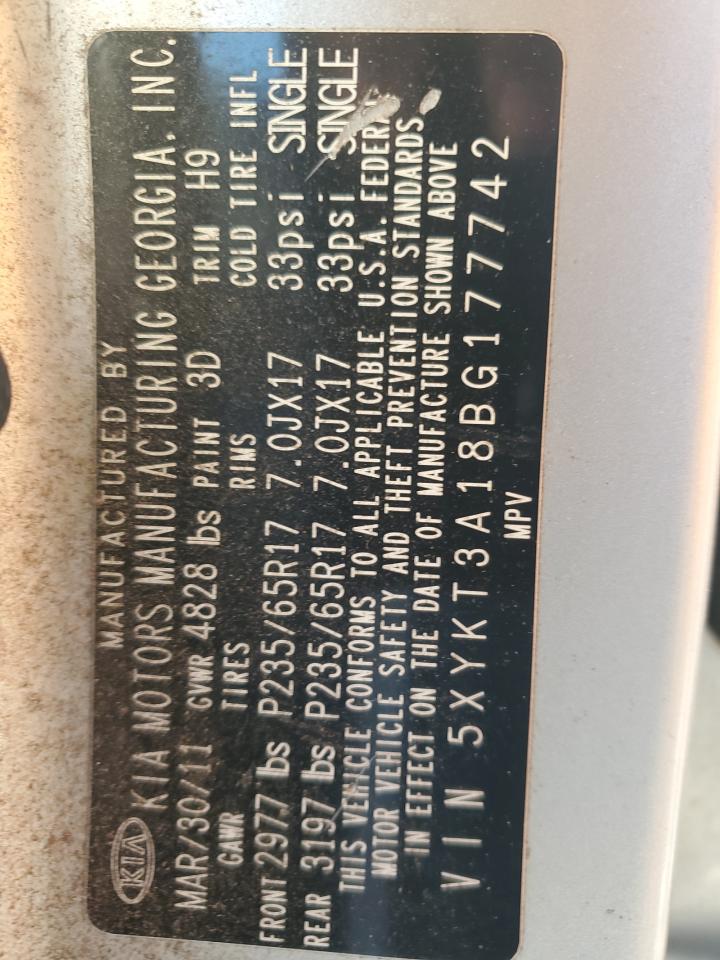 MANUFACTURED BY
KIA KIA MOTORS MANUFACTURING GEORGIA. INC.
MAR/30/11 GVWR 4828 lbs PAINT 3D TRIM H9
GAWR TIRES RIMS COLD TIRE INFL
FRONT 2977 lbs P235/65R17 7.0JX17 33psi SINGLE
REAR 3197 lbs P235/65R17 7.0JX17 33psi SINGLE
THIS VEHICLE CONFORMS TO ALL APPLICABLE U.S.A. FEDERAL
MOTOR VEHICLE SAFETY AND THEFT PREVENTION STANDARDS
IN EFFECT ON THE DATE OF MANUFACTURE SHOWN ABOVE
VIN 5XYKT3A18BG177742
MPV